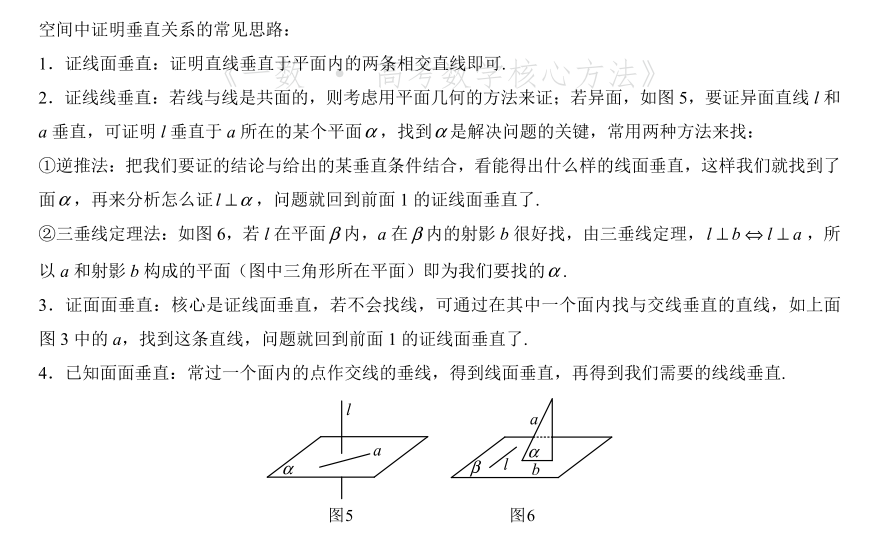 空间中证明垂直关系的常见思路：
1．证线面垂直：证明直线垂直于平面内的两条相交直线即可.
《一数 · 高考数学核心方法》
2．证线线垂直：若线与线是共面的，则考虑用平面几何的方法来证；若异面，如图 5，要证异面直线 l 和
a 垂直，可证明 l 垂直于 a 所在的某个平面α，找到α是解决问题的关键，常用两种方法来找：
①逆推法：把我们要证的结论与给出的某垂直条件结合，看能得出什么样的线面垂直，这样我们就找到了
面α，再来分析怎么证l⊥α，问题就回到前面 1 的证线面垂直了.
②三垂线定理法：如图 6，若 l 在平面β内，a 在β内的射影 b 很好找，由三垂线定理，l⊥b⇔l⊥a，所
以 a 和射影 b 构成的平面（图中三角形所在平面）即为我们要找的α.
3．证面面垂直：核心是证线面垂直，若不会找线，可通过在其中一个面内找与交线垂直的直线，如上面
图 3 中的 a，找到这条直线，问题就回到前面 1 的证线面垂直了.
4．已知面面垂直：常过一个面内的点作交线的垂线，得到线面垂直，再得到我们需要的线线垂直.
l
a
α
图5
a
α
β
l
b
图6